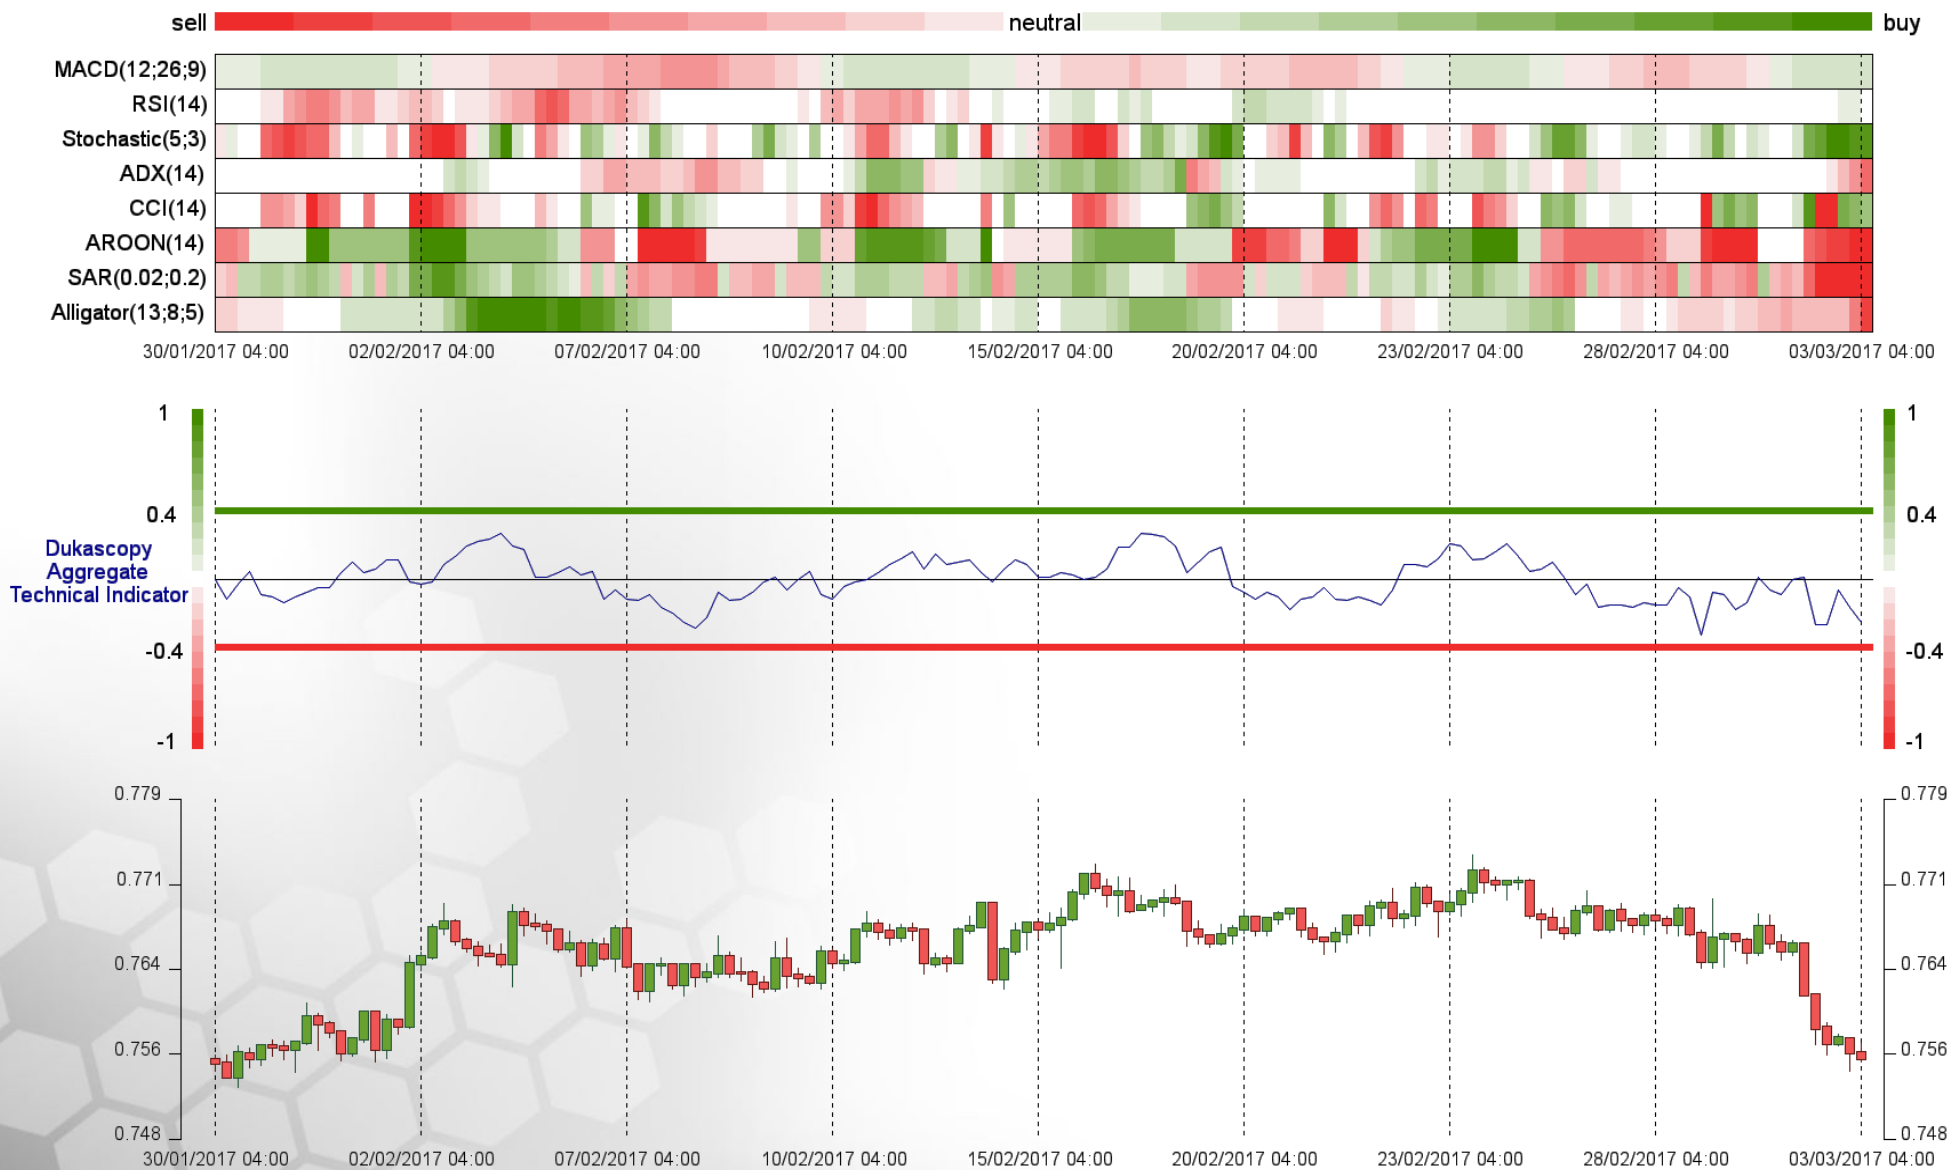 sell neutral buy
MACD(12;26;9)
RSI(14)
Stochastic(5;3)
ADX(14)
CCI(14)
AROON(14)
SAR(0.02;0.2)
Alligator(13;8;5)
30/01/2017 04:00 02/02/2017 04:00 07/02/2017 04:00 10/02/2017 04:00 15/02/2017 04:00 20/02/2017 04:00 23/02/2017 04:00 28/02/2017 04:00 03/03/2017 04:00
1 1
0.4 0.4
Dukascopy
Aggregate
Technical Indicator
-0.4 -0.4
-1 -1
0.779 0.779
0.771 0.771
0.764 0.764
0.756 0.756
0.748 0.748
30/01/2017 04:00 02/02/2017 04:00 07/02/2017 04:00 10/02/2017 04:00 15/02/2017 04:00 20/02/2017 04:00 23/02/2017 04:00 28/02/2017 04:00 03/03/2017 04:00